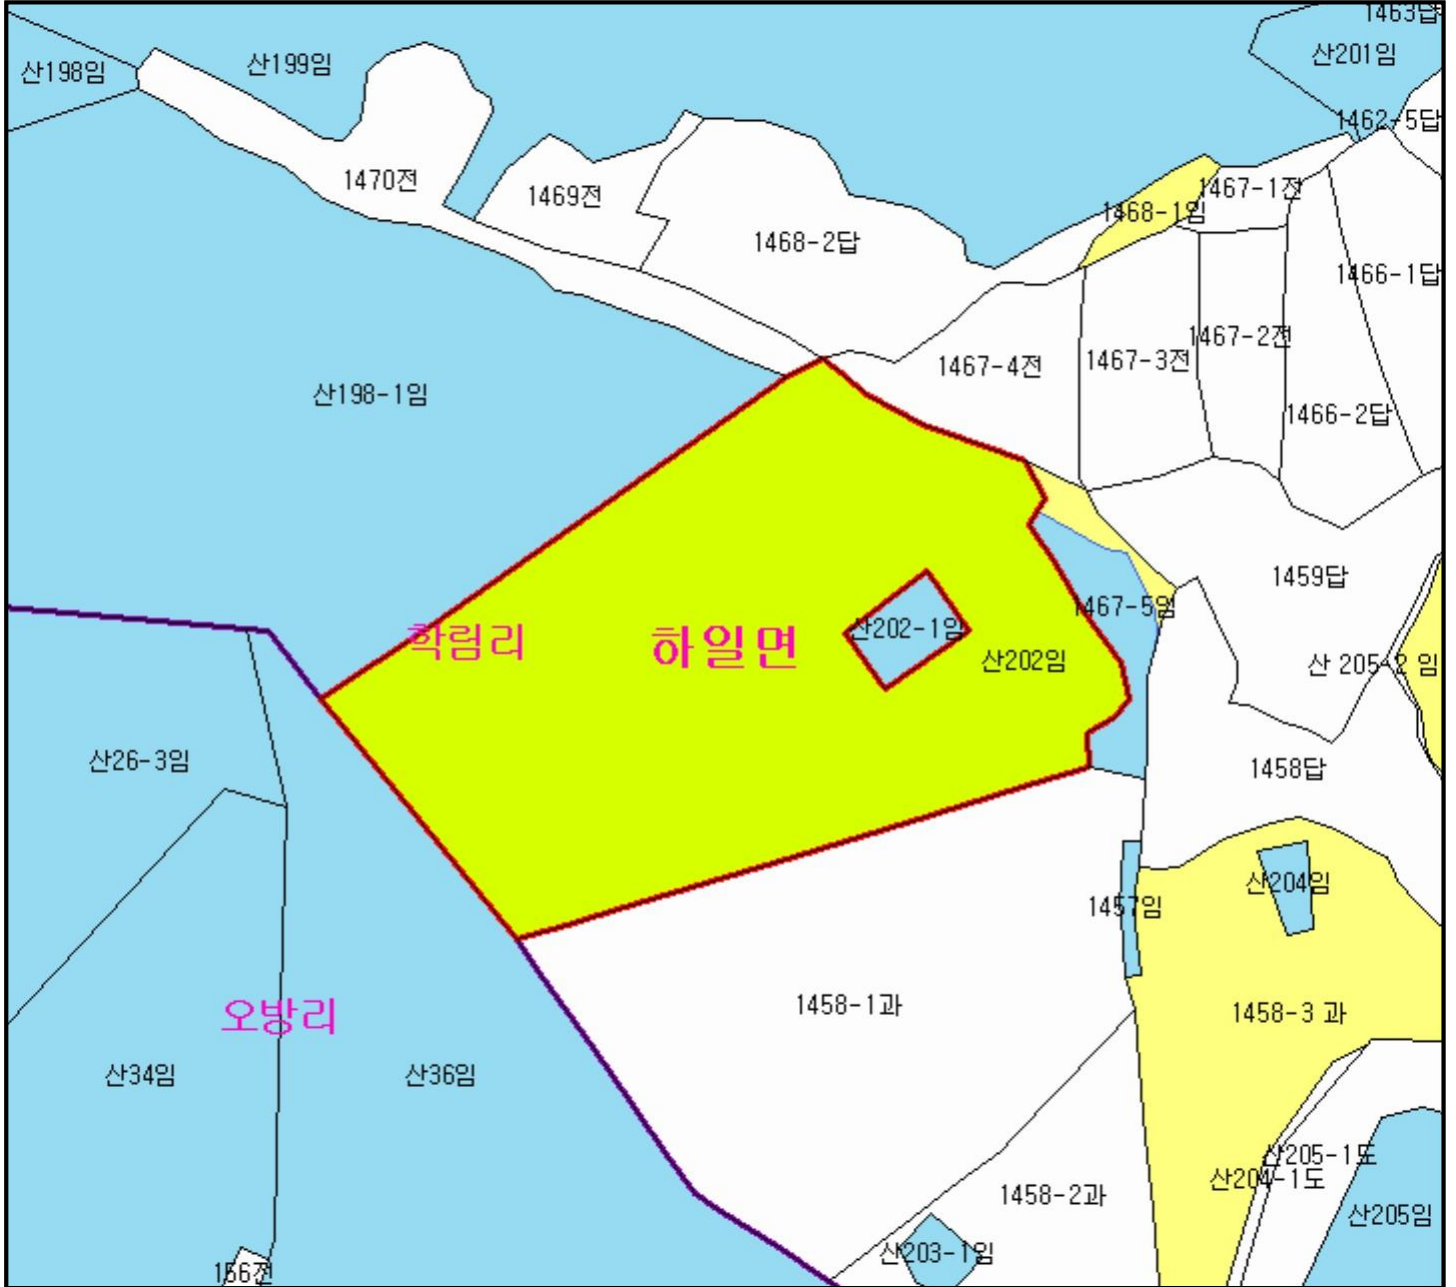 1463답
산201임
산199임
산198임
1462-5답
1470전
1469전
1467-1전
1468-1임
1468-2답
1466-1답
1467-2전
1467-3전
1467-4전
산198-1임
1466-2답
1459답
1467-5임
산202-1임
학림리
하일면
산202임
산 205-2 임
산26-3임
1458답
산204임
1457임
1458-1과
1458-3 과
오방리
산34임
산36임
산205-1도
산204-1도
1458-2과
산205임
산203-1임
156전